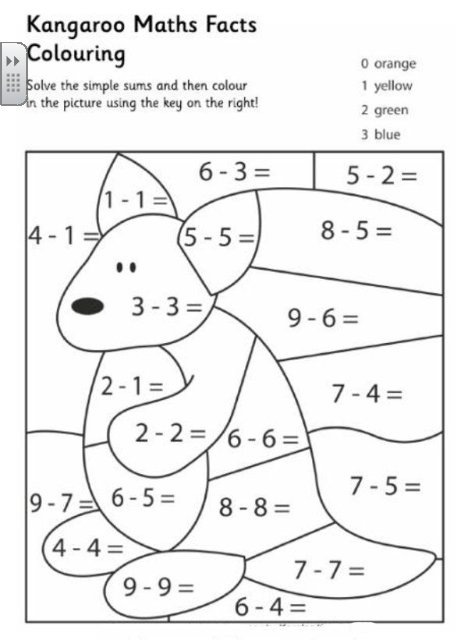 Kangaroo Maths Facts
Colouring
Solve the simple sums and then colour
in the picture using the key on the right!
0 orange
1 yellow
2 green
3 blue
6 - 3 =
5 - 2 =
1 - 1 =
4 - 1 =
5 - 5 =
8 - 5 =
3 - 3 =
9 - 6 =
2 - 1 =
7 - 4 =
2 - 2 =
6 - 6 =
9 - 7 =
6 - 5 =
8 - 8 =
7 - 5 =
4 - 4 =
9 - 9 =
7 - 7 =
6 - 4 =